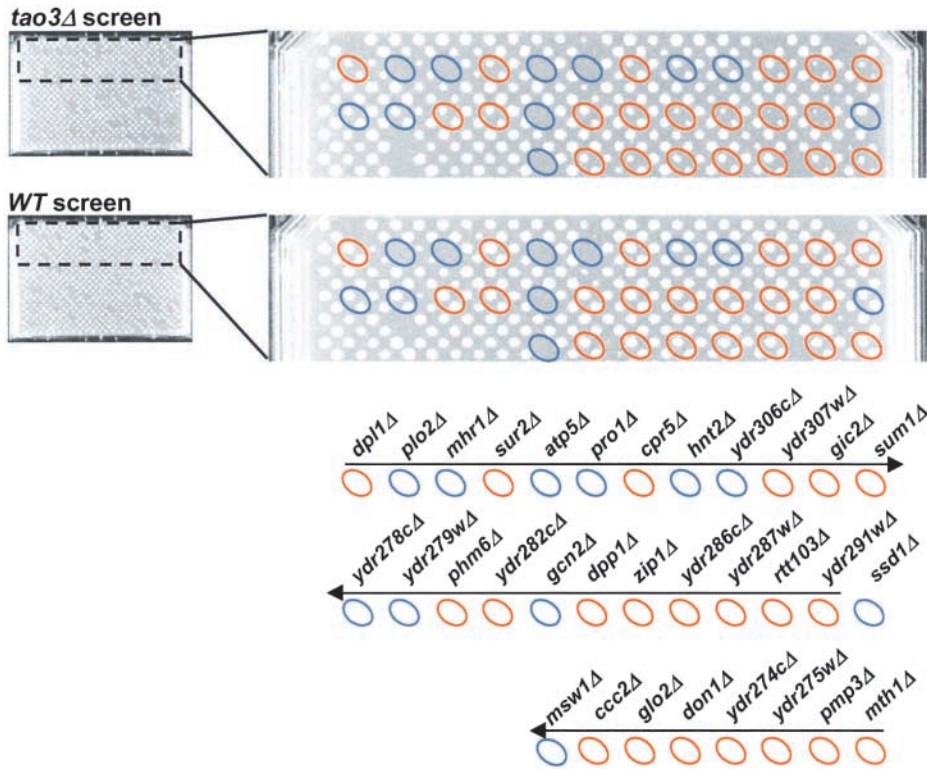 tao3Δ screen
WT screen
dpl1Δ plo2Δ mhr1Δ sur2Δ atp5Δ pro1Δ cpr5Δ hnt2Δ ydr306cΔ ydr307wΔ gic2Δ sum1Δ
ydr278cΔ ydr279wΔ phm6Δ ydr282cΔ gcn2Δ dpp1Δ zip1Δ ydr286cΔ ydr287wΔ rtt103Δ ydr291wΔ ssd1Δ
msw1Δ ccc2Δ glo2Δ don1Δ ydr274cΔ ydr275wΔ pmp3Δ mth1Δ